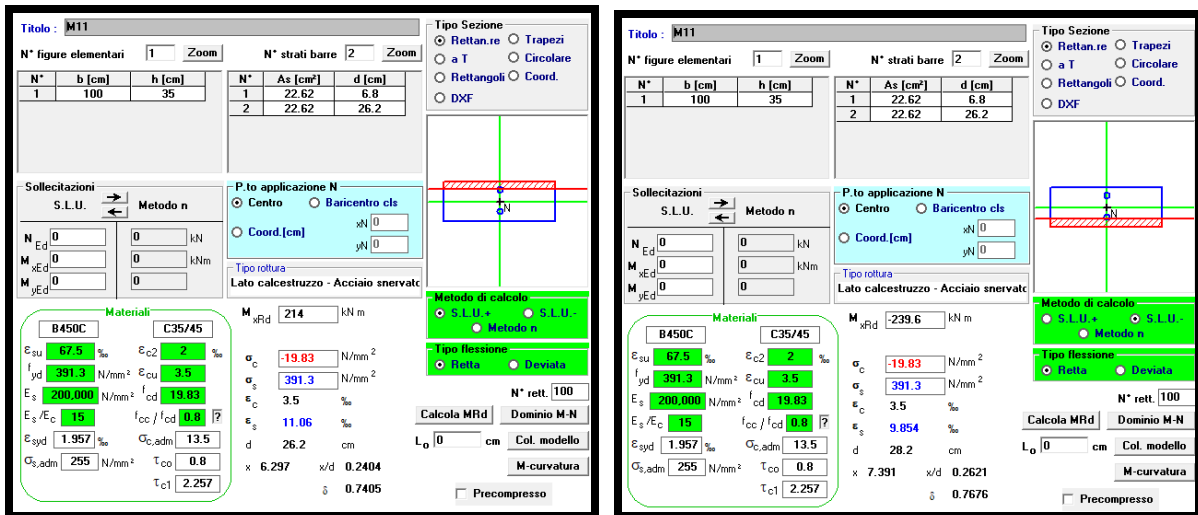 Titolo : M11
N° figure elementari 1 Zoom N° strati barre 2 Zoom
N° b [cm] h [cm]
1 100 35
N° As [cm²] d [cm]
1 22.62 6.8
2 22.62 26.2
Tipo Sezione
Rettan.re Trapezi
a T Circolare
Rettangoli Coord.
DXF
N
Sollecitazioni
S.L.U. Metodo n
N Ed 0 0 kN
M xEd 0 0 kNm
M yEd 0 0
P.to applicazione N
Centro Baricentro cls
Coord.[cm] xN 0
yN 0
Tipo rottura
Lato calcestruzzo - Acciaio snervato
Materiali
B450C C35/45
εsu 67.5 ‰ εc2 2 ‰
fyd 391.3 N/mm² εcu 3.5
Es 200,000 N/mm² fcd 19.83
Es /Ec 15 fcc / fcd 0.8 ?
εsyd 1.957 ‰ σc,adm 13.5
σs,adm 255 N/mm² τco 0.8
τc1 2.257
M xRd 214 kN m
σc -19.83 N/mm²
σs 391.3 N/mm²
εc 3.5 ‰
εs 11.06 ‰
d 26.2 cm
x 6.297 x/d 0.2404
δ 0.7405
Metodo di calcolo
S.L.U.+ S.L.U.-
Metodo n
Tipo flessione
Retta Deviata
N° rett. 100
Calcola MRd Dominio M-N
Lo 0 cm Col. modello
M-curvatura
Precompresso
Titolo : M11
N° figure elementari 1 Zoom N° strati barre 2 Zoom
N° b [cm] h [cm]
1 100 35
N° As [cm²] d [cm]
1 22.62 6.8
2 22.62 26.2
Tipo Sezione
Rettan.re Trapezi
a T Circolare
Rettangoli Coord.
DXF
N
Sollecitazioni
S.L.U. Metodo n
N Ed 0 0 kN
M xEd 0 0 kNm
M yEd 0 0
P.to applicazione N
Centro Baricentro cls
Coord.[cm] xN 0
yN 0
Tipo rottura
Lato calcestruzzo - Acciaio snervato
Materiali
B450C C35/45
εsu 67.5 ‰ εc2 2 ‰
fyd 391.3 N/mm² εcu 3.5
Es 200,000 N/mm² fcd 19.83
Es /Ec 15 fcc / fcd 0.8 ?
εsyd 1.957 ‰ σc,adm 13.5
σs,adm 255 N/mm² τco 0.8
τc1 2.257
M xRd -239.6 kN m
σc -19.83 N/mm²
σs 391.3 N/mm²
εc 3.5 ‰
εs 9.854 ‰
d 28.2 cm
x 7.391 x/d 0.2621
δ 0.7676
Metodo di calcolo
S.L.U.+ S.L.U.-
Metodo n
Tipo flessione
Retta Deviata
N° rett. 100
Calcola MRd Dominio M-N
Lo 0 cm Col. modello
M-curvatura
Precompresso